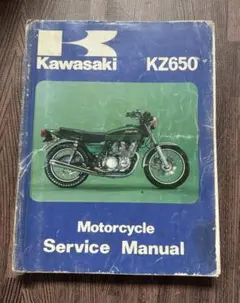 Kawasaki
KZ650
Motorcycle
Service Manual